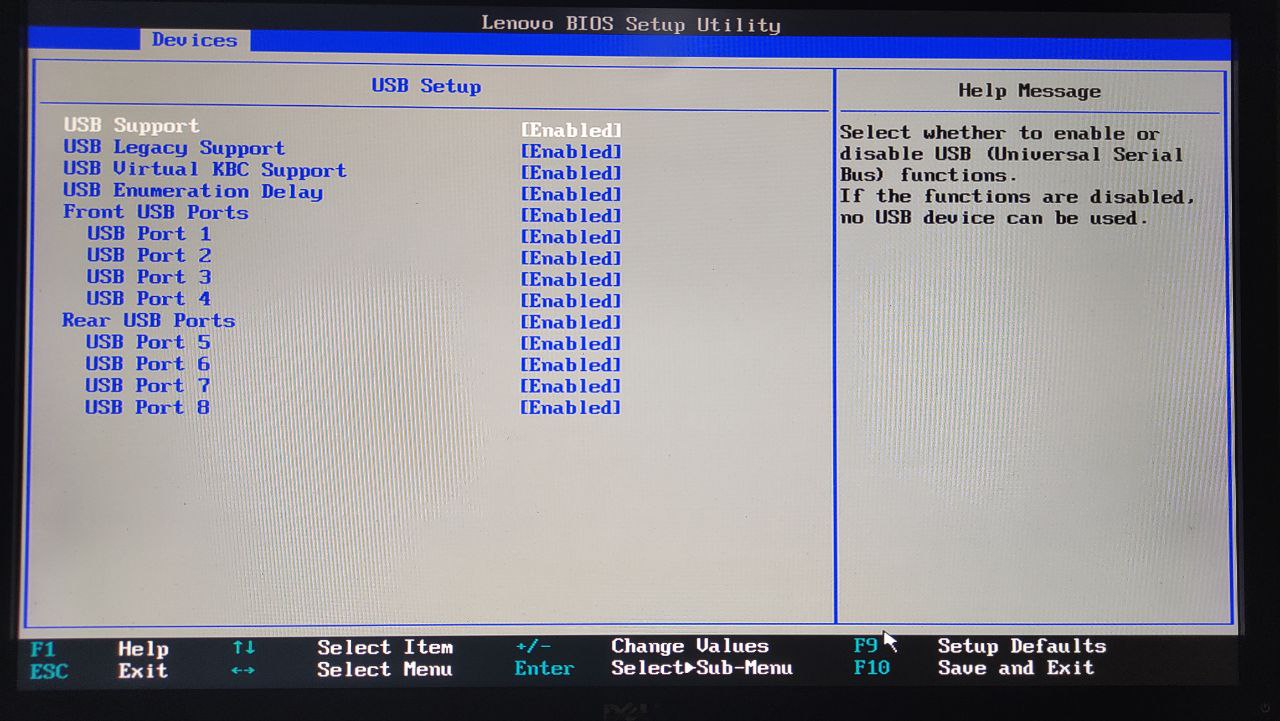 Lenovo BIOS Setup Utility
Devices
USB Setup
USB Support [Enabled]
USB Legacy Support [Enabled]
USB Virtual KBC Support [Enabled]
USB Enumeration Delay [Enabled]
Front USB Ports [Enabled]
USB Port 1 [Enabled]
USB Port 2 [Enabled]
USB Port 3 [Enabled]
USB Port 4 [Enabled]
Rear USB Ports [Enabled]
USB Port 5 [Enabled]
USB Port 6 [Enabled]
USB Port 7 [Enabled]
USB Port 8 [Enabled]
Help Message
Select whether to enable or
disable USB (Universal Serial
Bus) functions.
If the functions are disabled,
no USB device can be used.
F1 Help ↑↓ Select Item +/- Change Values F9 Setup Defaults
ESC Exit ←→ Select Menu Enter Select▶Sub-Menu F10 Save and Exit
DELL